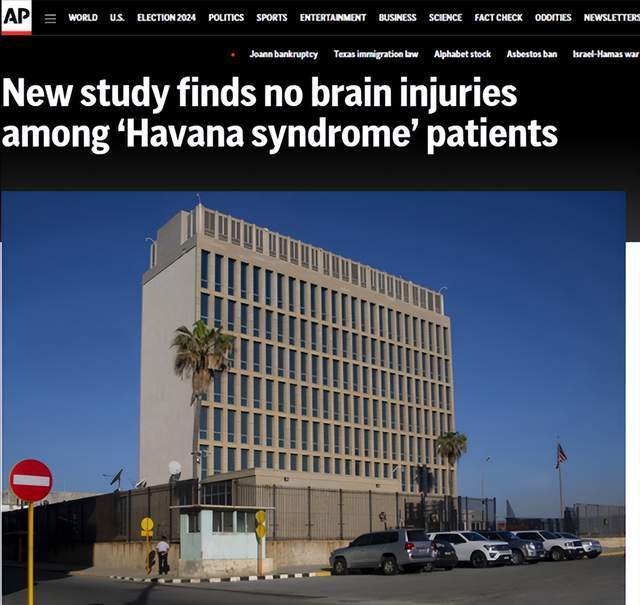 AP
WORLD U.S. ELECTION 2024 POLITICS SPORTS ENTERTAINMENT BUSINESS SCIENCE FACT CHECK ODDITIES NEWSLETTERS
Joann bankruptcy Texas immigration law Alphabet stock Asbestos ban Israel-Hamas war
New study finds no brain injuries
among ‘Havana syndrome’ patients